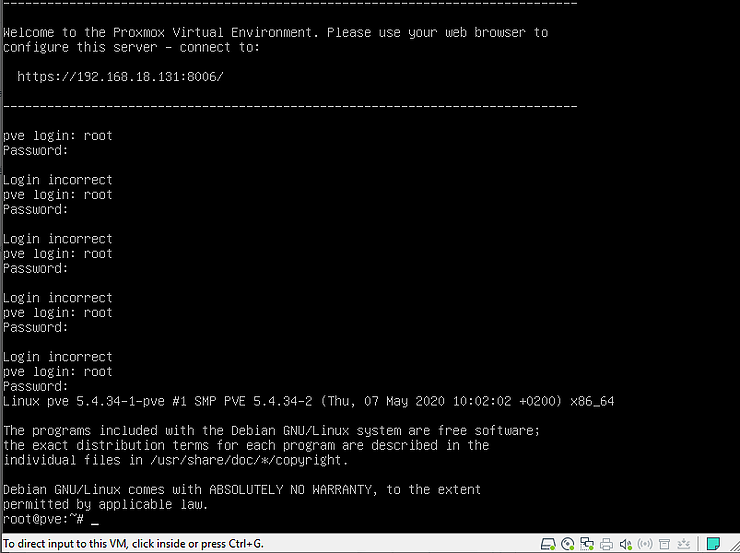 -------------------------------------------------------------------------------
Welcome to the Proxmox Virtual Environment. Please use your web browser to
configure this server - connect to:
https://192.168.18.131:8006/
-------------------------------------------------------------------------------
pve login: root
Password:
Login incorrect
pve login: root
Password:
Login incorrect
pve login: root
Password:
Login incorrect
pve login: root
Password:
Login incorrect
pve login: root
Password:
Linux pve 5.4.34-1-pve #1 SMP PVE 5.4.34-2 (Thu, 07 May 2020 10:02:02 +0200) x86_64
The programs included with the Debian GNU/Linux system are free software;
the exact distribution terms for each program are described in the
individual files in /usr/share/doc/*/copyright.
Debian GNU/Linux comes with ABSOLUTELY NO WARRANTY, to the extent
permitted by applicable law.
root@pve:~# _
To direct input to this VM, click inside or press Ctrl+G.